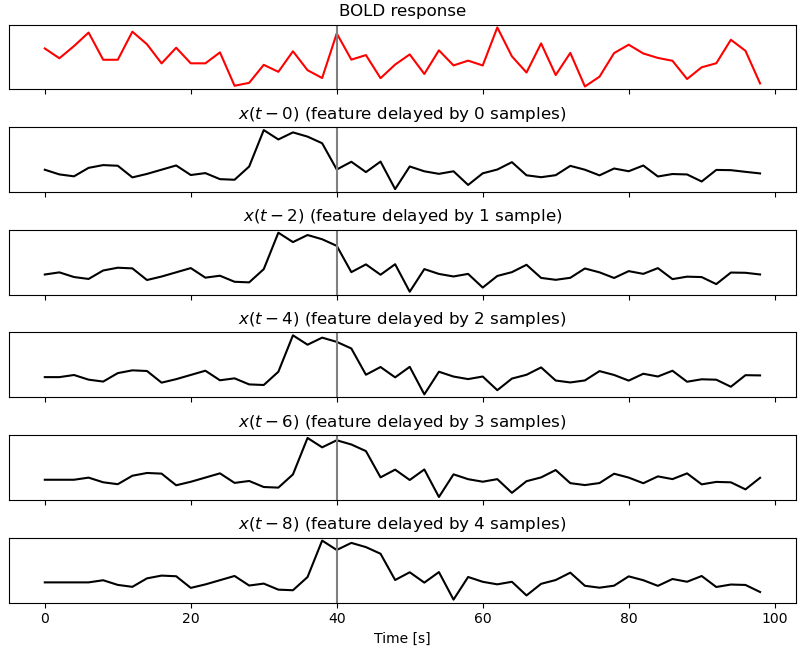 BOLD response
x(t − 0) (feature delayed by 0 samples)
x(t − 2) (feature delayed by 1 sample)
x(t − 4) (feature delayed by 2 samples)
x(t − 6) (feature delayed by 3 samples)
x(t − 8) (feature delayed by 4 samples)
0 20 40 60 80 100
Time [s]